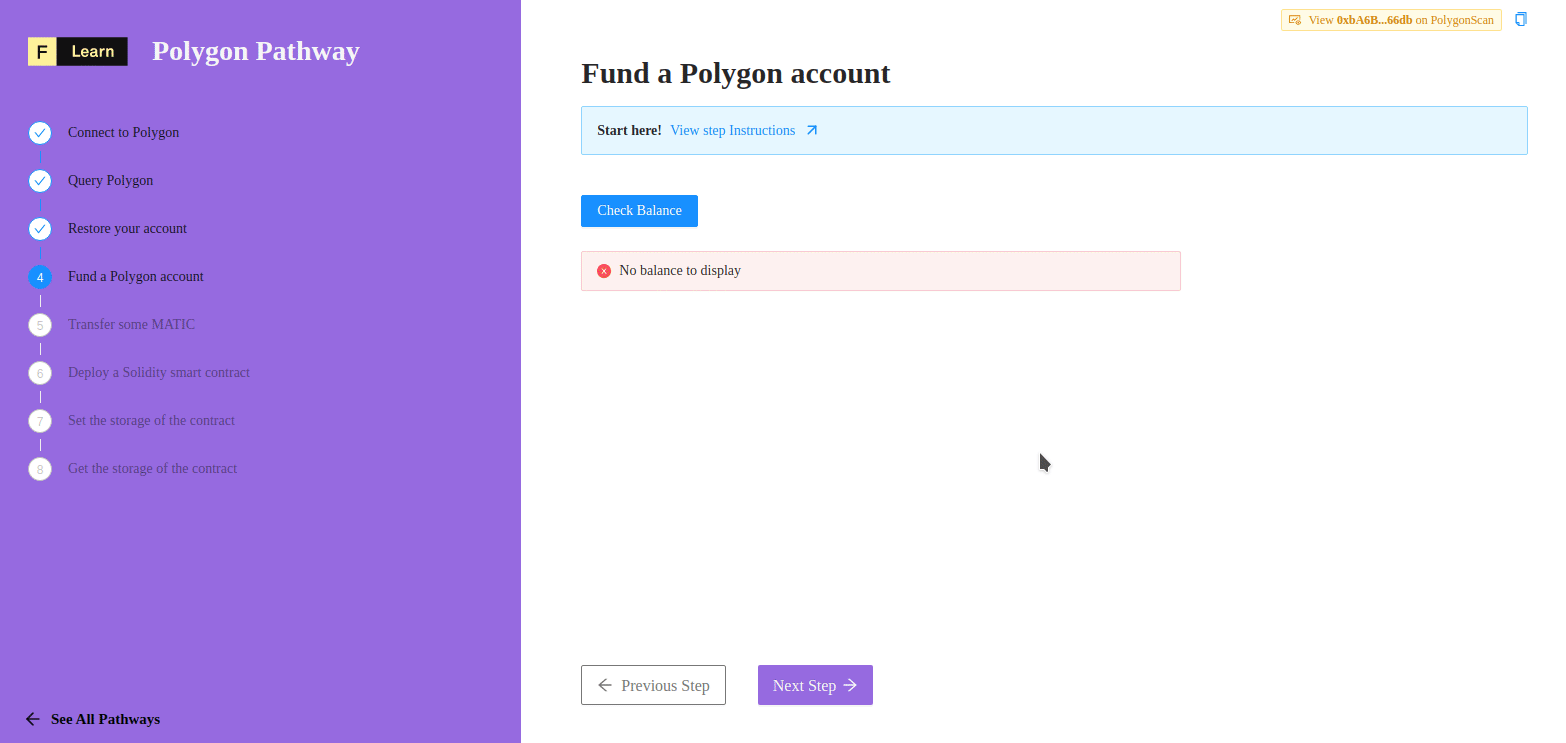 F Learn
Polygon Pathway
Connect to Polygon
Query Polygon
Restore your account
4 Fund a Polygon account
5 Transfer some MATIC
6 Deploy a Solidity smart contract
7 Set the storage of the contract
8 Get the storage of the contract
See All Pathways
View 0xbA6B...66db on PolygonScan
Fund a Polygon account
Start here! View step Instructions
Check Balance
No balance to display
Previous Step
Next Step